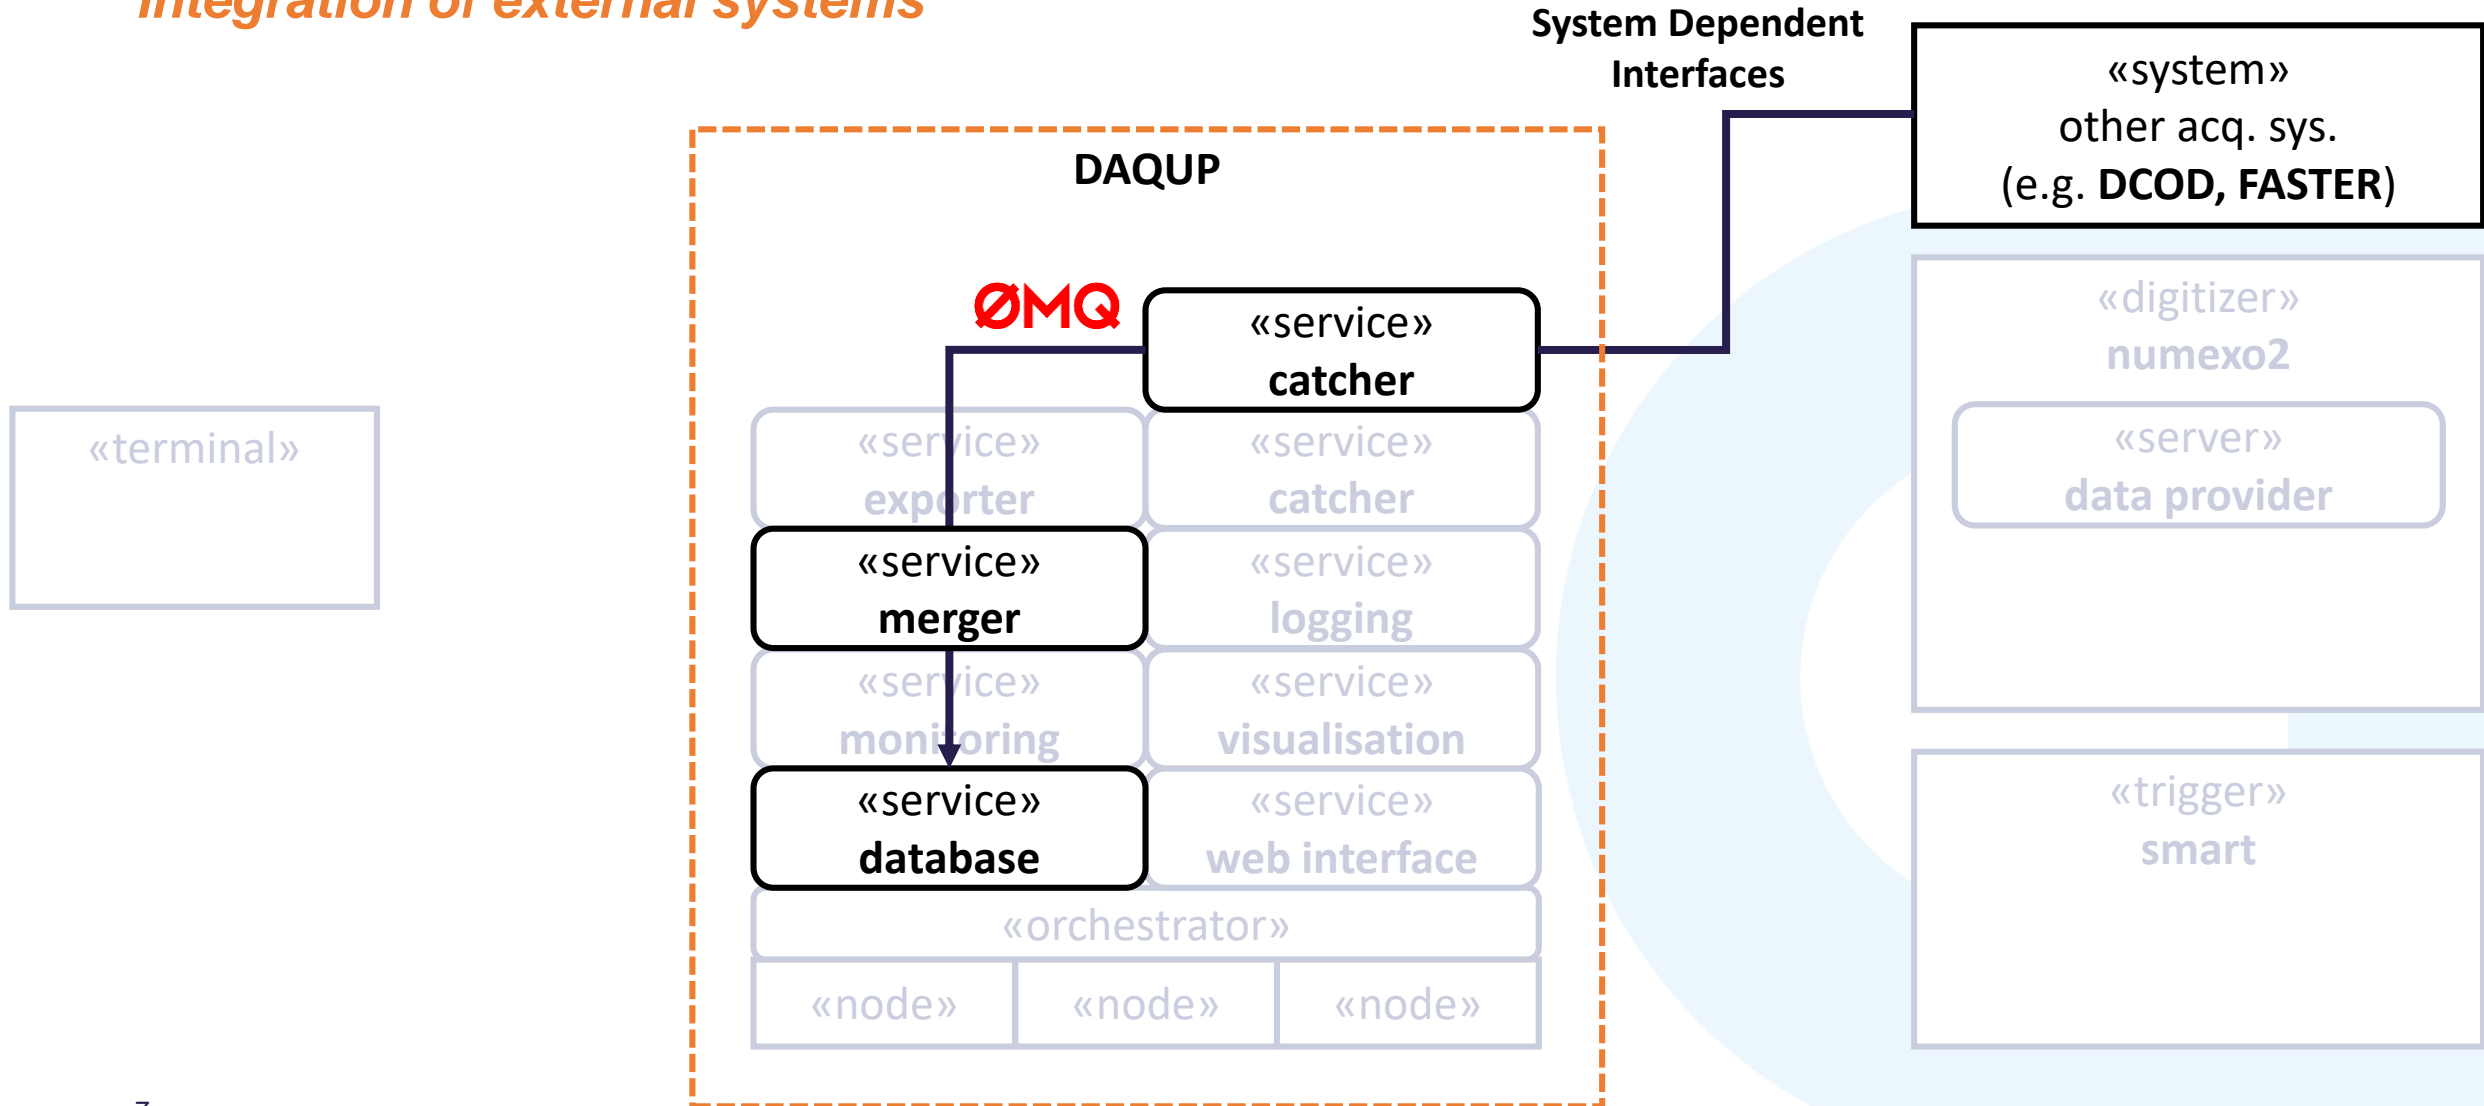 Integration of external systems
System Dependent
Interfaces
«system»
other acq. sys.
(e.g. DCOD, FASTER)
DAQUP
ØMQ
«service»
catcher
«digitizer»
numexo2
«server»
data provider
«terminal»
«service»
exporter
«service»
catcher
«service»
merger
«service»
logging
«service»
monitoring
«service»
visualisation
«service»
database
«service»
web interface
«trigger»
smart
«orchestrator»
«node»
«node»
«node»